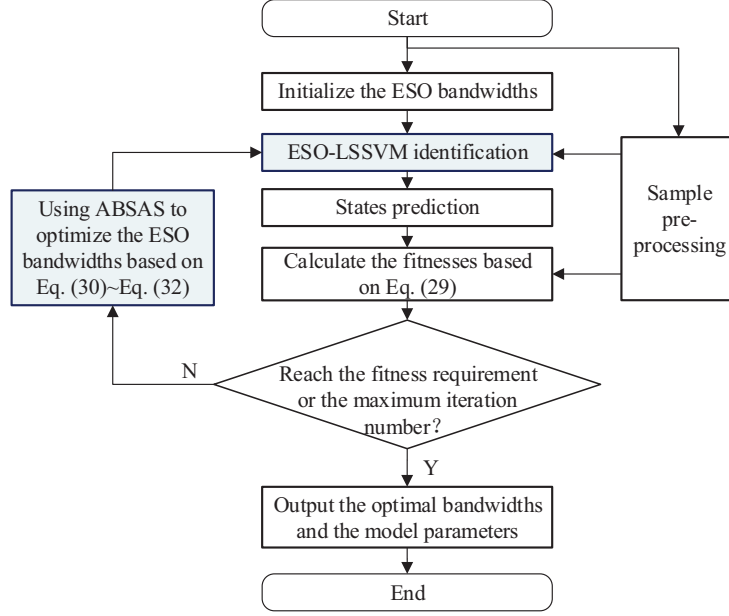 Start
Initialize the ESO bandwidths
ESO-LSSVM identification
States prediction
Calculate the fitnesses based
on Eq. (29)
Sample
pre-
processing
Using ABSAS to
optimize the ESO
bandwidths based on
Eq. (30)~Eq. (32)
N
Reach the fitness requirement
or the maximum iteration
number?
Y
Output the optimal bandwidths
and the model parameters
End